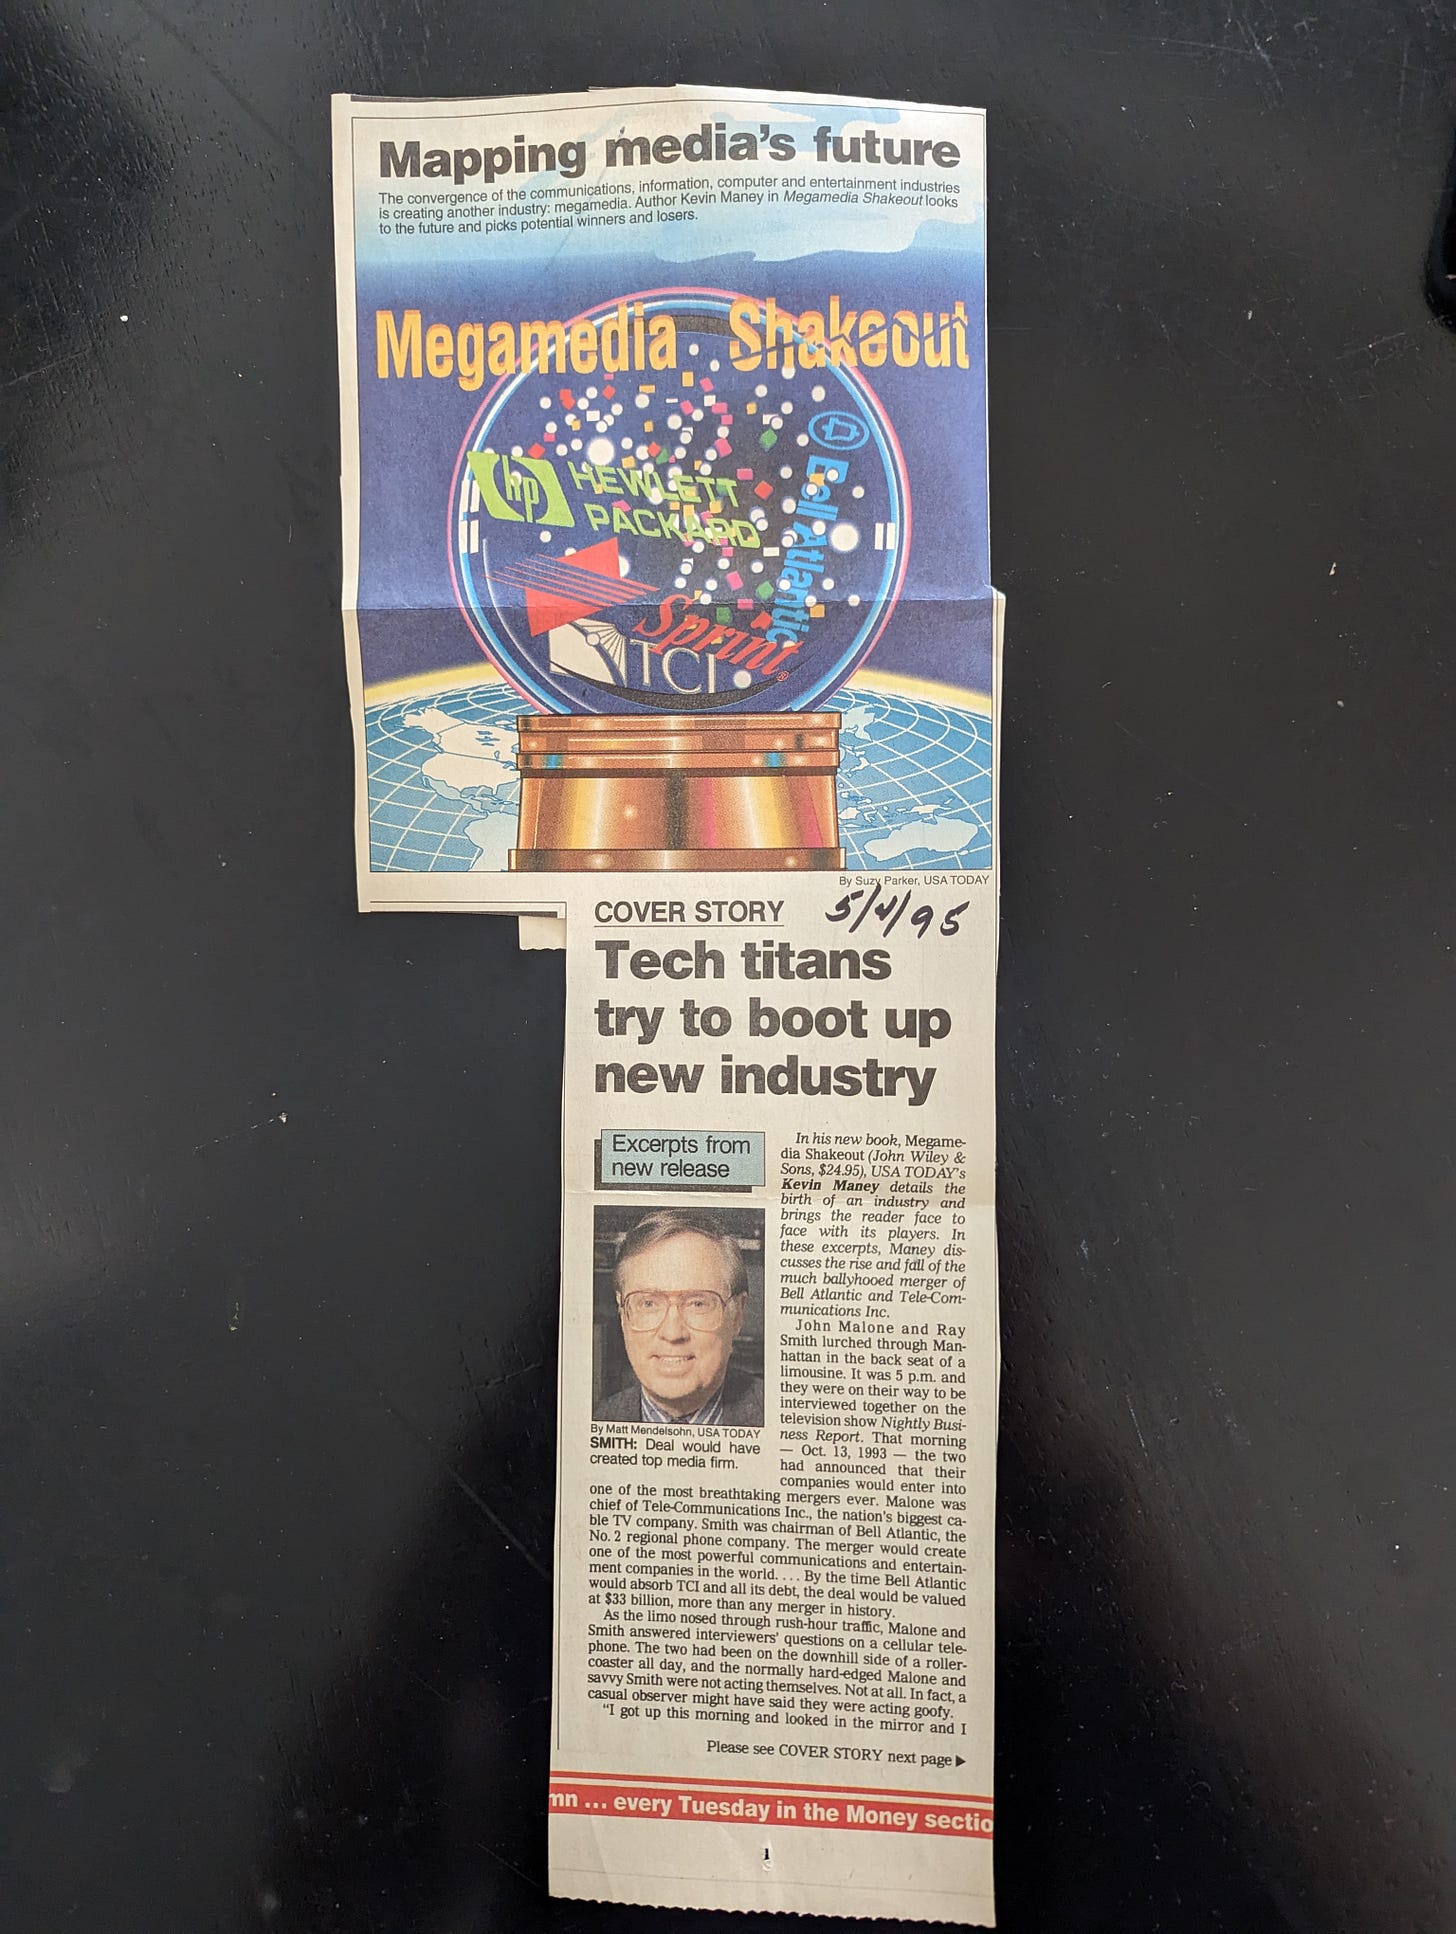 Mapping media's future
The convergence of the communications, information, computer and entertainment industries
is creating another industry: megamedia. Author Kevin Maney in Megamedia Shakeout looks
to the future and picks potential winners and losers.
Megamedia Shakeout
Bell Atlantic
hp HEWLETT
PACKARD
Sprint®
TCI
By Suzy Parker, USA TODAY
COVER STORY
5/4/95
Tech titans
try to boot up
new industry
Excerpts from
new release
By Matt Mendelsohn, USA TODAY
SMITH: Deal would have
created top media firm.
In his new book, Megame-
dia Shakeout (John Wiley &
Sons, $24.95), USA TODAY's
Kevin Maney details the
birth of an industry and
brings the reader face to
face with its players. In
these excerpts, Maney dis-
cusses the rise and fall of the
much ballyhooed merger of
Bell Atlantic and Tele-Com-
munications Inc.
John Malone and Ray
Smith lurched through Man-
hattan in the back seat of a
limousine. It was 5 p.m. and
they were on their way to be
interviewed together on the
television show Nightly Busi-
ness Report. That morning
— Oct. 13, 1993 — the two
had announced that their
companies would enter into
one of the most breathtaking mergers ever. Malone was
chief of Tele-Communications Inc., the nation's biggest ca-
ble TV company. Smith was chairman of Bell Atlantic, the
No. 2 regional phone company. The merger would create
one of the most powerful communications and entertain-
ment companies in the world. . . . By the time Bell Atlantic
would absorb TCI and all its debt, the deal would be valued
at $33 billion, more than any merger in history.
As the limo nosed through rush-hour traffic, Malone and
Smith answered interviewers' questions on a cellular tele-
phone. The two had been on the downhill side of a roller-
coaster all day, and the normally hard-edged Malone and
savvy Smith were not acting themselves. Not at all. In fact, a
casual observer might have said they were acting goofy.
"I got up this morning and looked in the mirror and I
Please see COVER STORY next page ▶
mn ... every Tuesday in the Money sectio